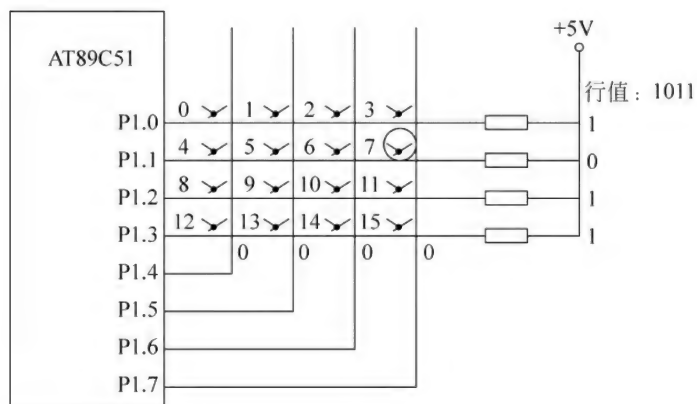 +5V
AT89C51
行值：1011
0 1 2 3
P1.0 1
4 5 6 7
P1.1 0
8 9 10 11
P1.2 1
12 13 14 15
P1.3 1
0 0 0 0
P1.4
P1.5
P1.6
P1.7